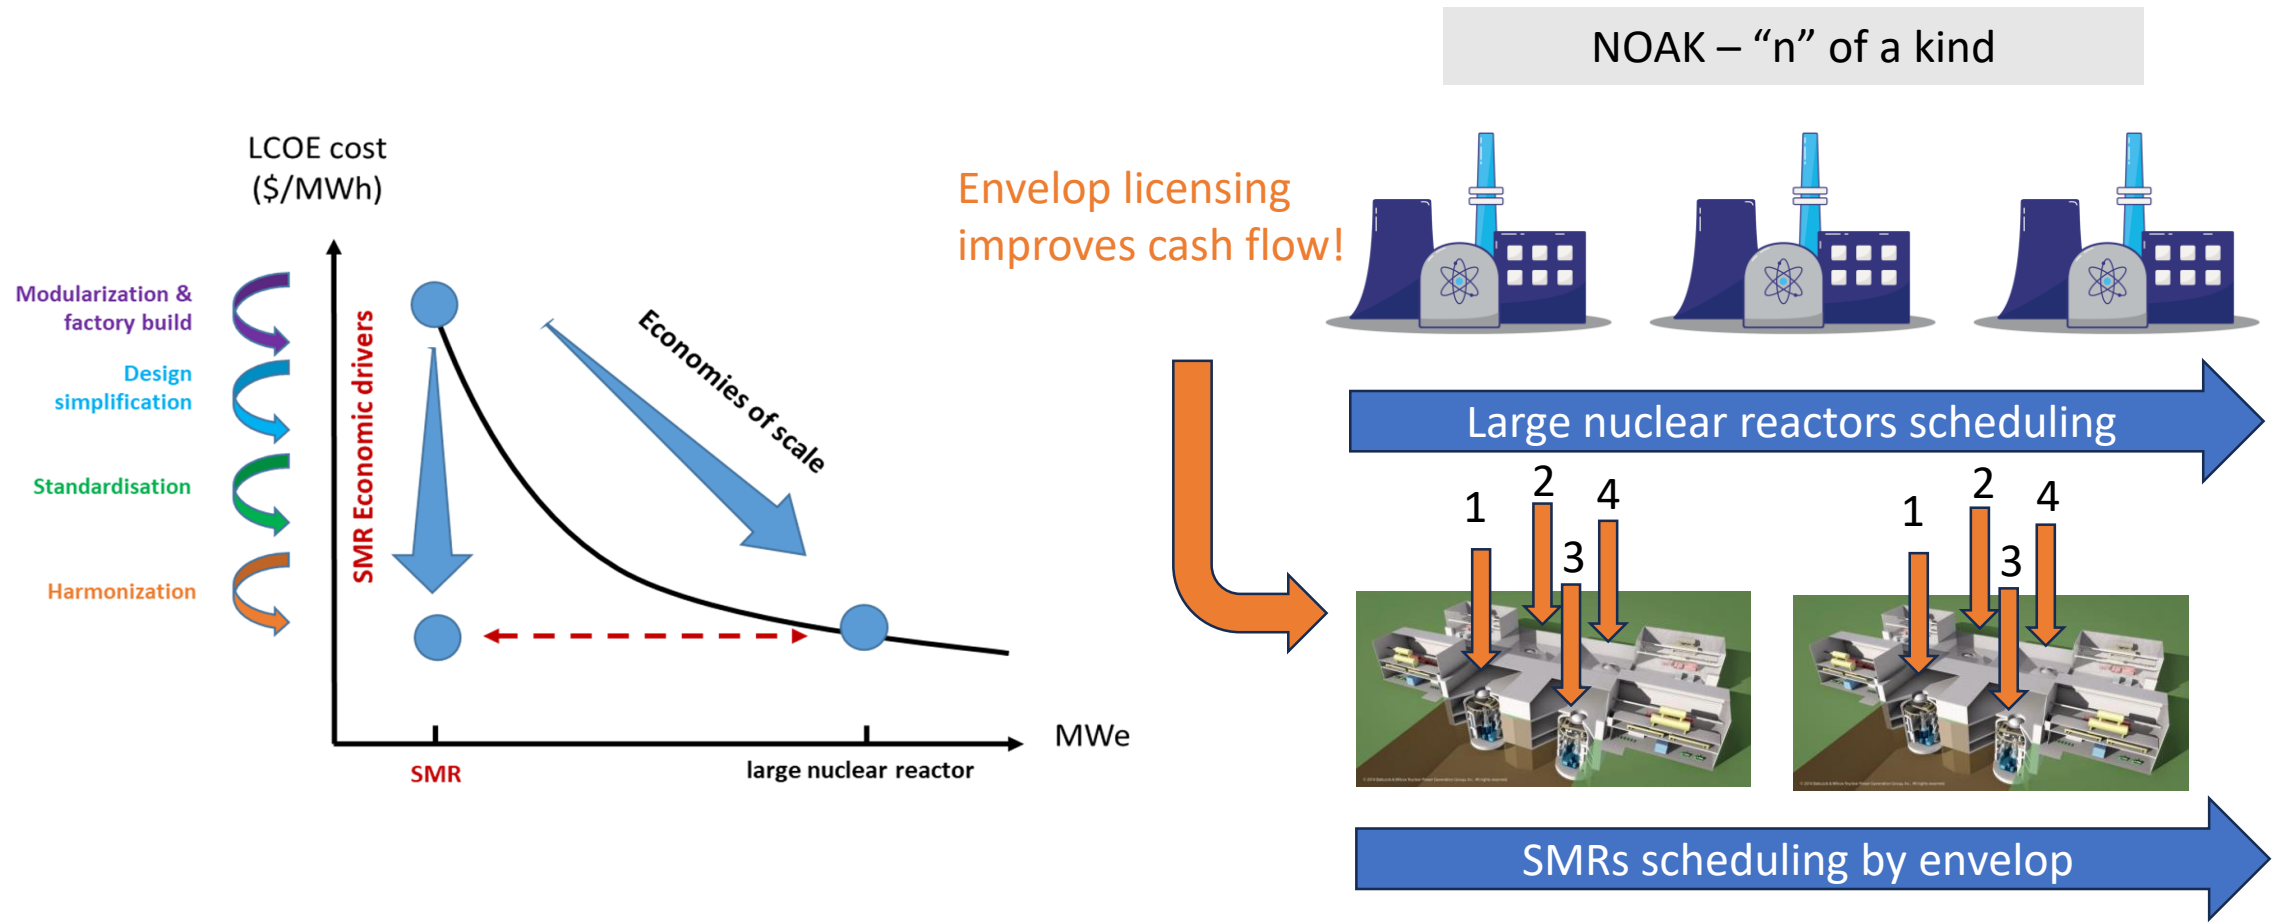 NOAK – “n” of a kind
LCOE cost
($/MWh)
Envelop licensing
improves cash flow!
Modularization &
factory build
Design
simplification
Standardisation
Harmonization
SMR Economic drivers
Economies of scale
MWe
SMR
large nuclear reactor
Large nuclear reactors scheduling
1
2
3
4
1
2
3
4
SMRs scheduling by envelop